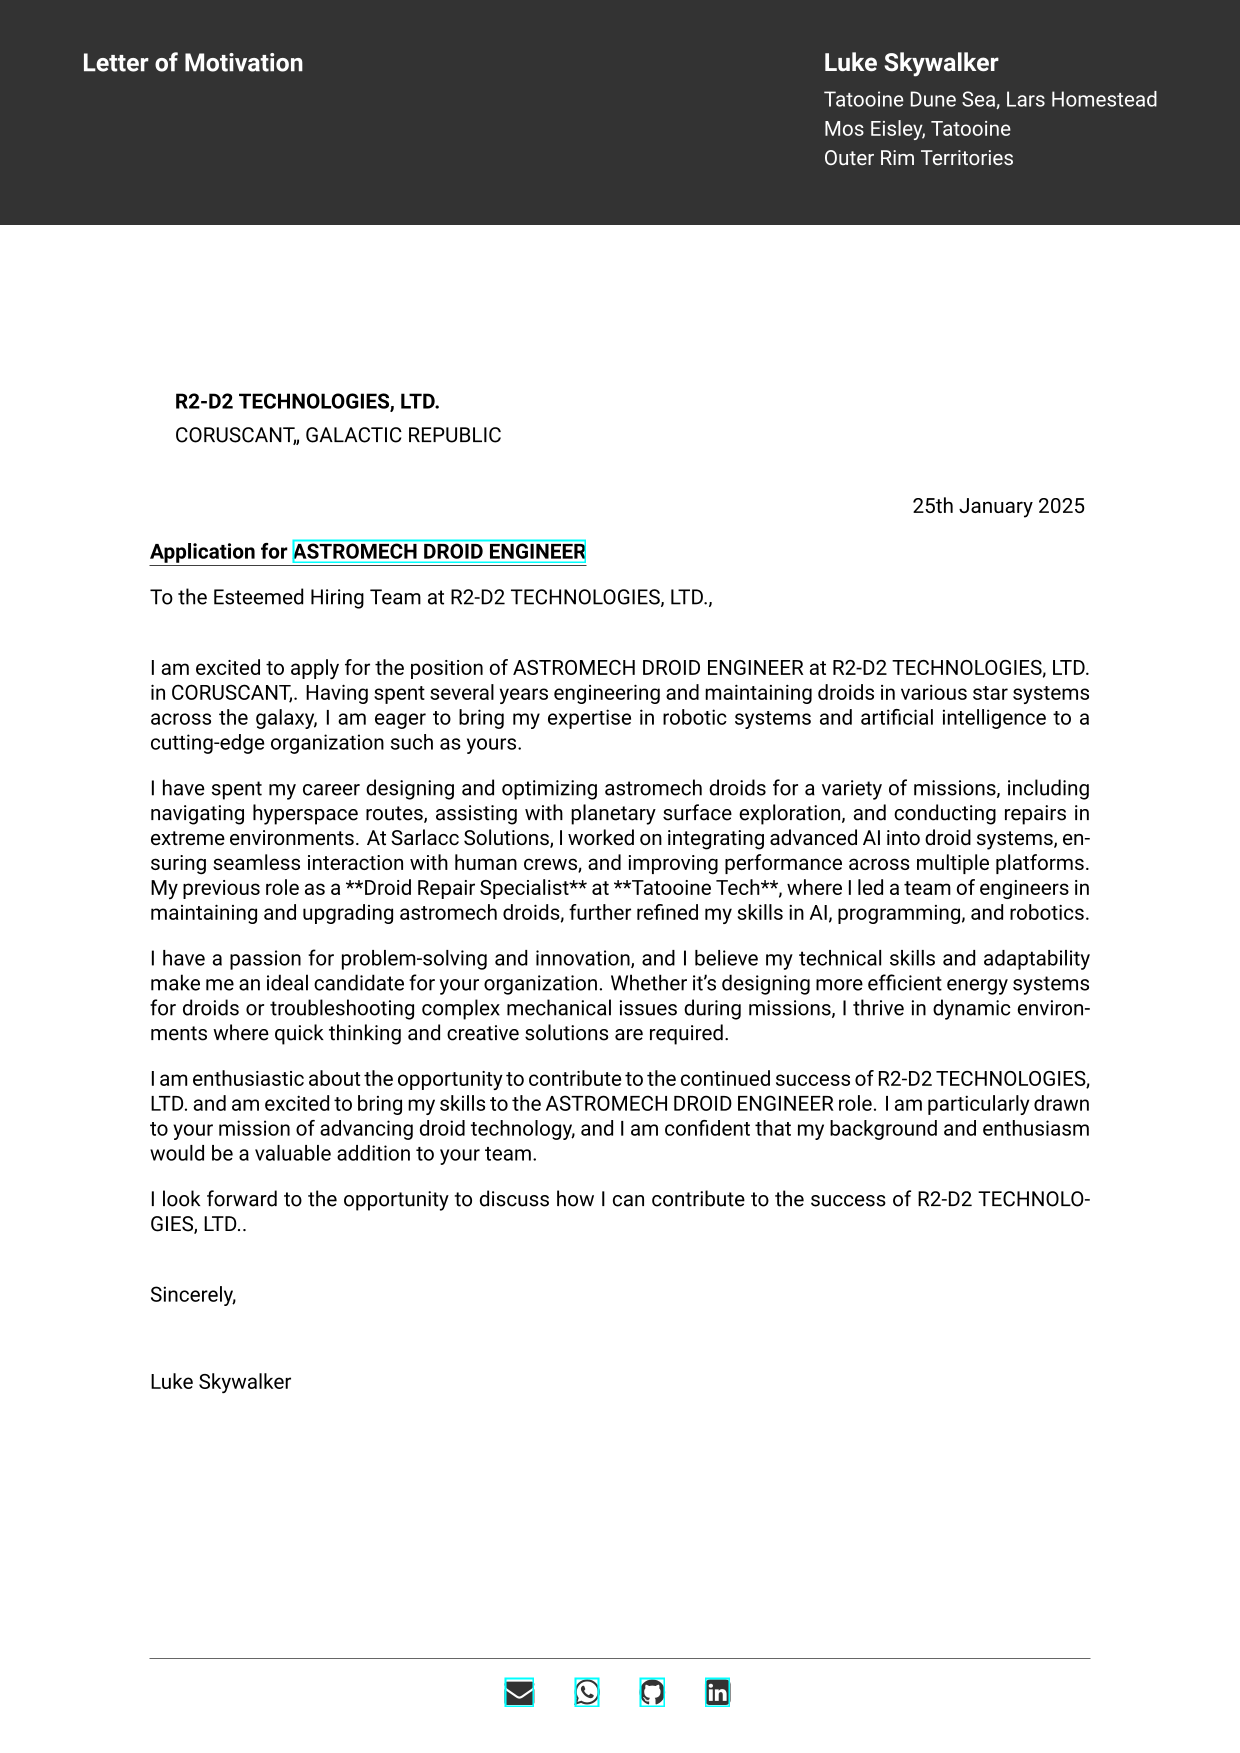 Letter of Motivation
Luke Skywalker
Tatooine Dune Sea, Lars Homestead
Mos Eisley, Tatooine
Outer Rim Territories
R2-D2 TECHNOLOGIES, LTD.
CORUSCANT,, GALACTIC REPUBLIC
25th January 2025
Application for ASTROMECH DROID ENGINEER
To the Esteemed Hiring Team at R2-D2 TECHNOLOGIES, LTD.,
I am excited to apply for the position of ASTROMECH DROID ENGINEER at R2-D2 TECHNOLOGIES, LTD.
in CORUSCANT,. Having spent several years engineering and maintaining droids in various star systems
across the galaxy, I am eager to bring my expertise in robotic systems and artificial intelligence to a
cutting-edge organization such as yours.
I have spent my career designing and optimizing astromech droids for a variety of missions, including
navigating hyperspace routes, assisting with planetary surface exploration, and conducting repairs in
extreme environments. At Sarlacc Solutions, I worked on integrating advanced AI into droid systems, en-
suring seamless interaction with human crews, and improving performance across multiple platforms.
My previous role as a **Droid Repair Specialist** at **Tatooine Tech**, where I led a team of engineers in
maintaining and upgrading astromech droids, further refined my skills in AI, programming, and robotics.
I have a passion for problem-solving and innovation, and I believe my technical skills and adaptability
make me an ideal candidate for your organization. Whether it’s designing more efficient energy systems
for droids or troubleshooting complex mechanical issues during missions, I thrive in dynamic environ-
ments where quick thinking and creative solutions are required.
I am enthusiastic about the opportunity to contribute to the continued success of R2-D2 TECHNOLOGIES,
LTD. and am excited to bring my skills to the ASTROMECH DROID ENGINEER role. I am particularly drawn
to your mission of advancing droid technology, and I am confident that my background and enthusiasm
would be a valuable addition to your team.
I look forward to the opportunity to discuss how I can contribute to the success of R2-D2 TECHNOLO-
GIES, LTD..
Sincerely,
Luke Skywalker